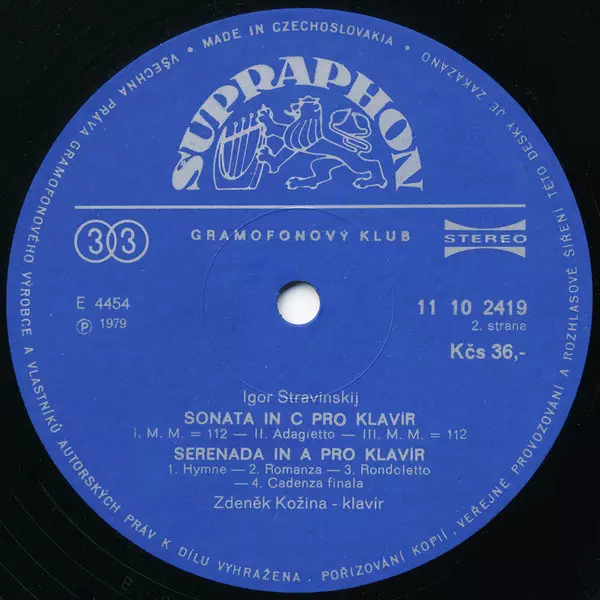 VŠECHNA PRÁVA GRAMOFONOVÉHO VÝROBCE A VLASTNÍKŮ AUTORSKÝCH PRÁV K DÍLU VYHRAŽENA. POŘIZOVÁNÍ KOPIÍ, VEŘEJNÉ PROVOZOVÁNÍ A ROZHLASOVÉ ŠÍŘENÍ TÉTO DESKY JE ZAKÁZÁNO
• MADE IN CZECHOSLOVAKIA •
SUPRAPHON
33 GRAMOFONOVÝ KLUB STEREO
E 4454 11 10 2419
Ⓟ 1979 2. strana
Kčs 36,-
Igor Stravinskij
SONATA IN C PRO KLAVÍR
I. M. M. = 112 — II. Adagietto — III. M. M. = 112
SERENADA IN A PRO KLAVÍR
1. Hymne — 2. Romanza — 3. Rondoletto
— 4. Cadenza finala
Zdeněk Kožina - klavír